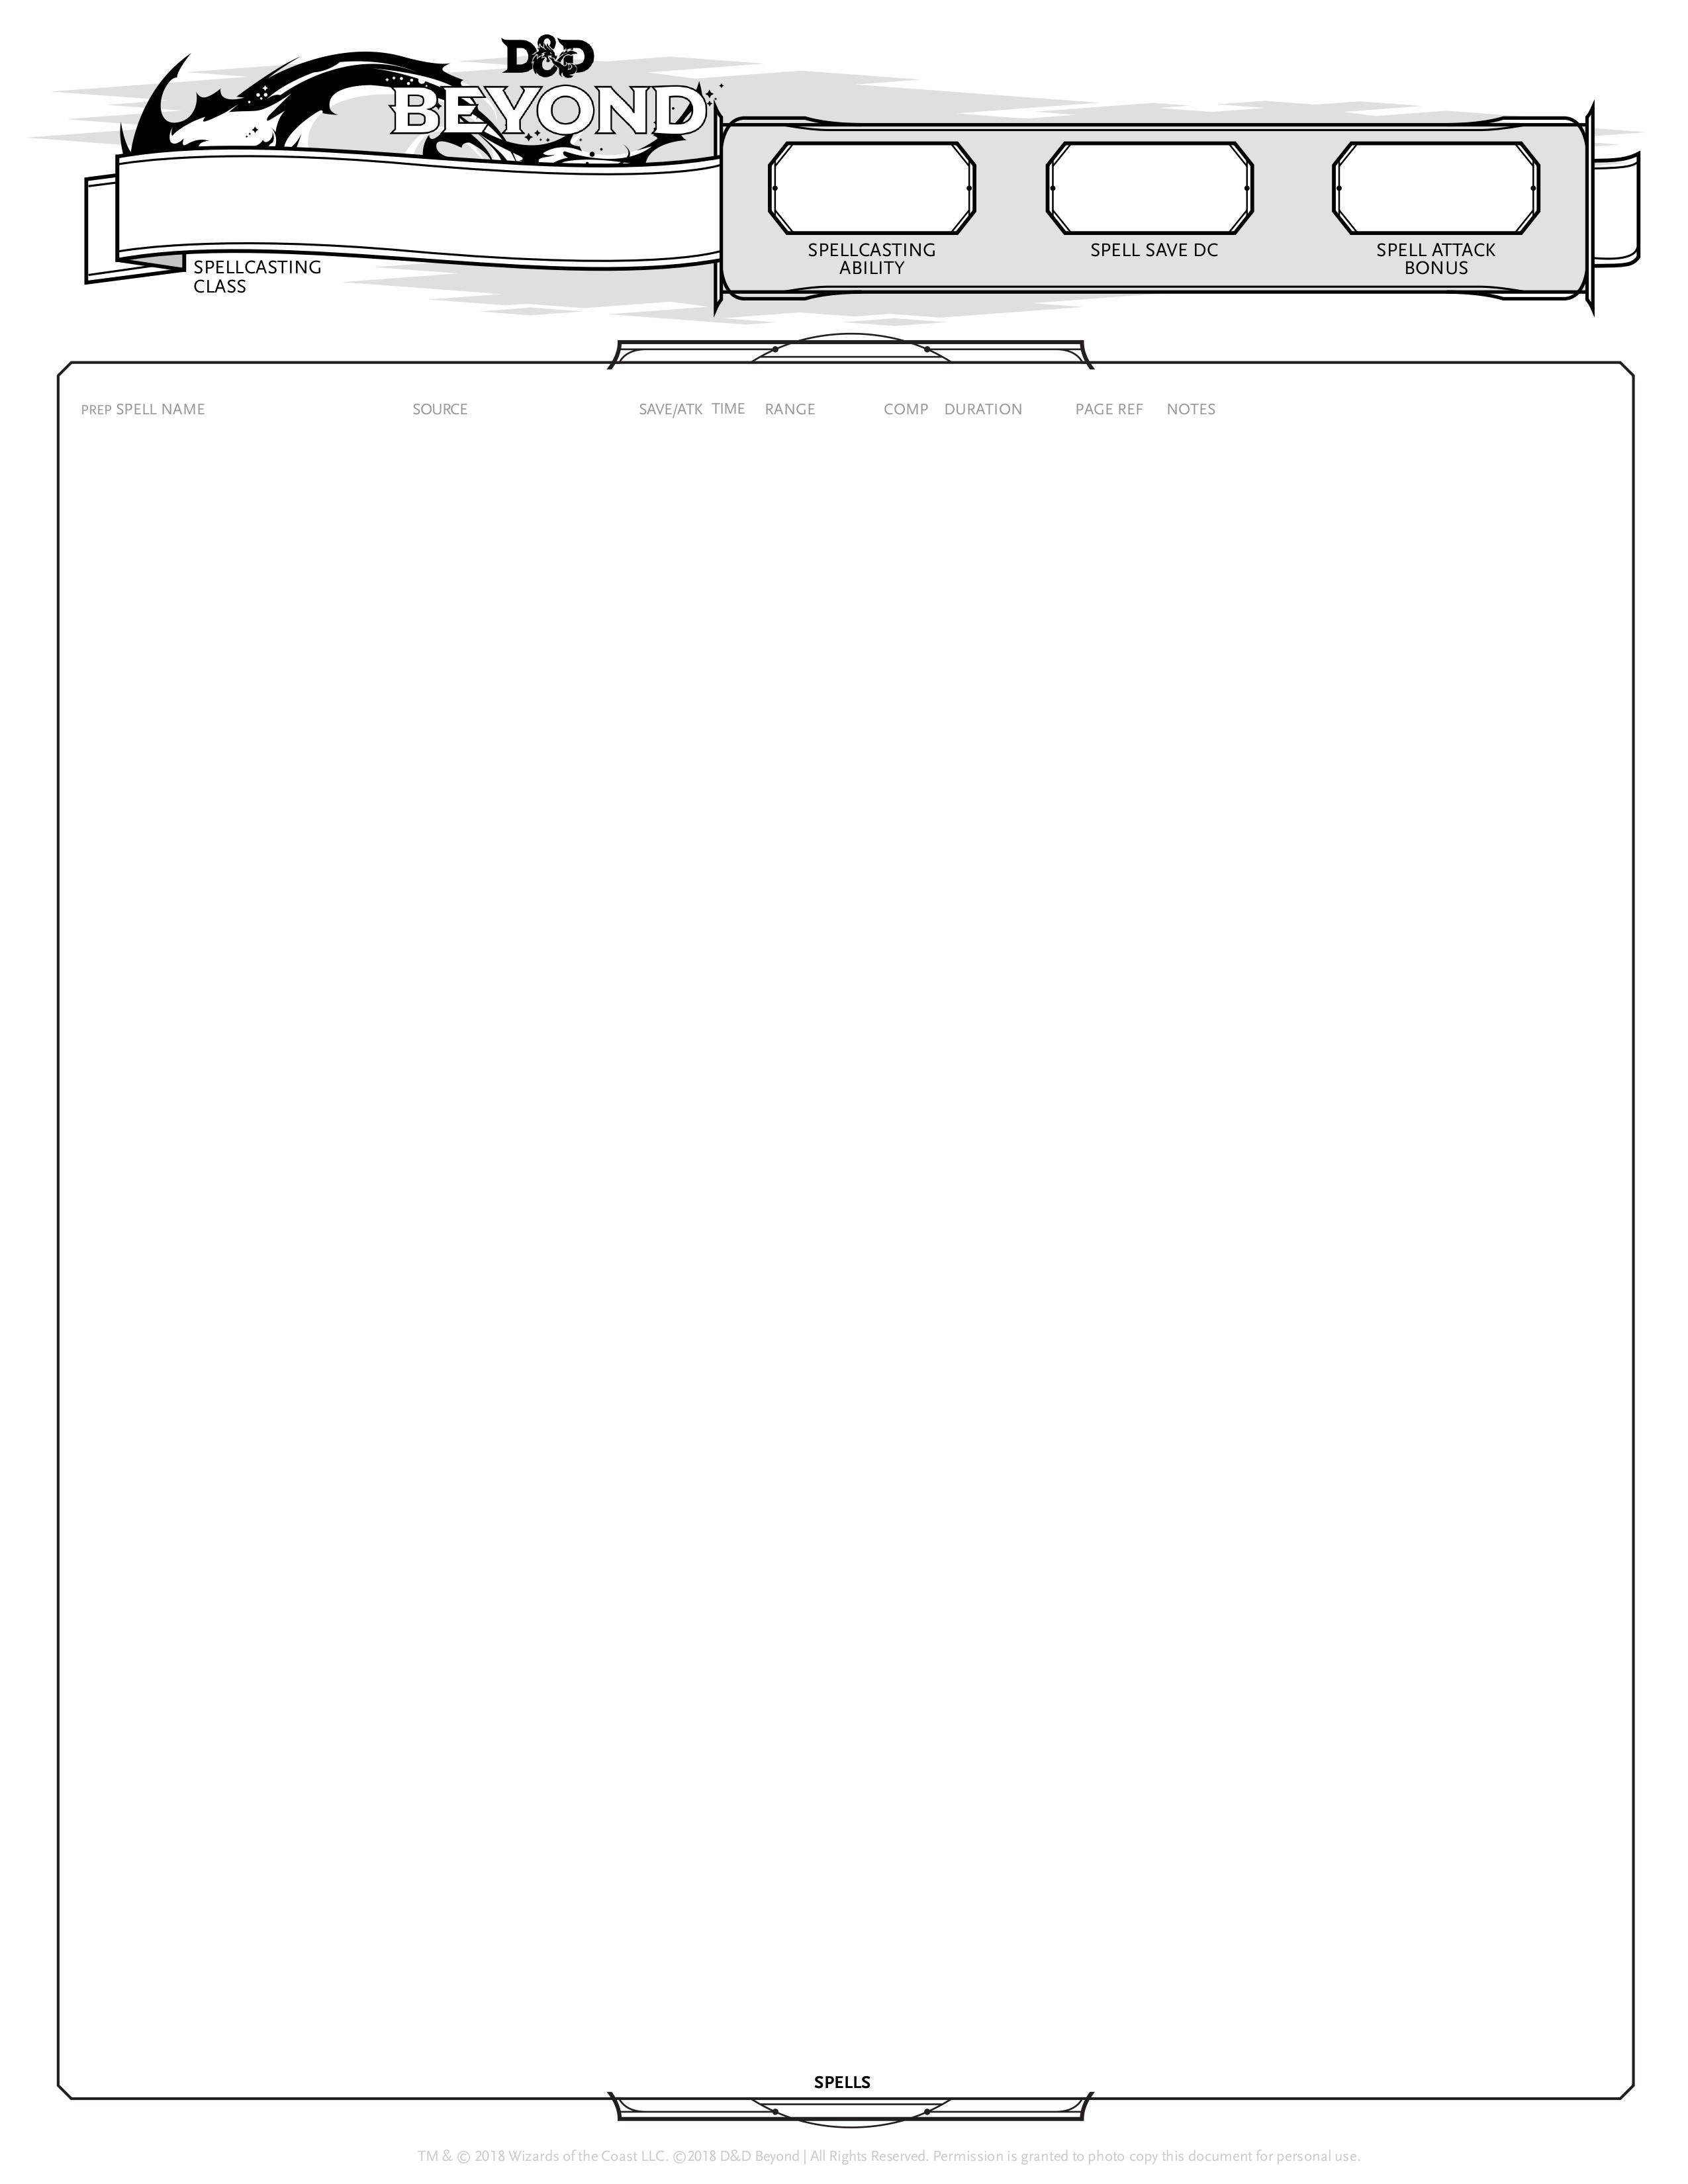 D&D
BEYOND
SPELLCASTING
CLASS
SPELLCASTING
ABILITY
SPELL SAVE DC
SPELL ATTACK
BONUS
PREP SPELL NAME SOURCE SAVE/ATK TIME RANGE COMP DURATION PAGE REF NOTES
SPELLS
TM & © 2018 Wizards of the Coast LLC. ©2018 D&D Beyond | All Rights Reserved. Permission is granted to photo copy this document for personal use.